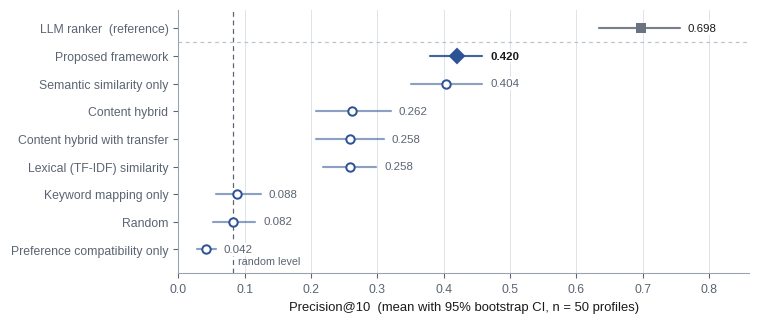 LLM ranker (reference) 0.698
Proposed framework 0.420
Semantic similarity only 0.404
Content hybrid 0.262
Content hybrid with transfer 0.258
Lexical (TF-IDF) similarity 0.258
Keyword mapping only 0.088
Random 0.082
Preference compatibility only 0.042
random level
0.0 0.1 0.2 0.3 0.4 0.5 0.6 0.7 0.8
Precision@10 (mean with 95% bootstrap CI, n = 50 profiles)